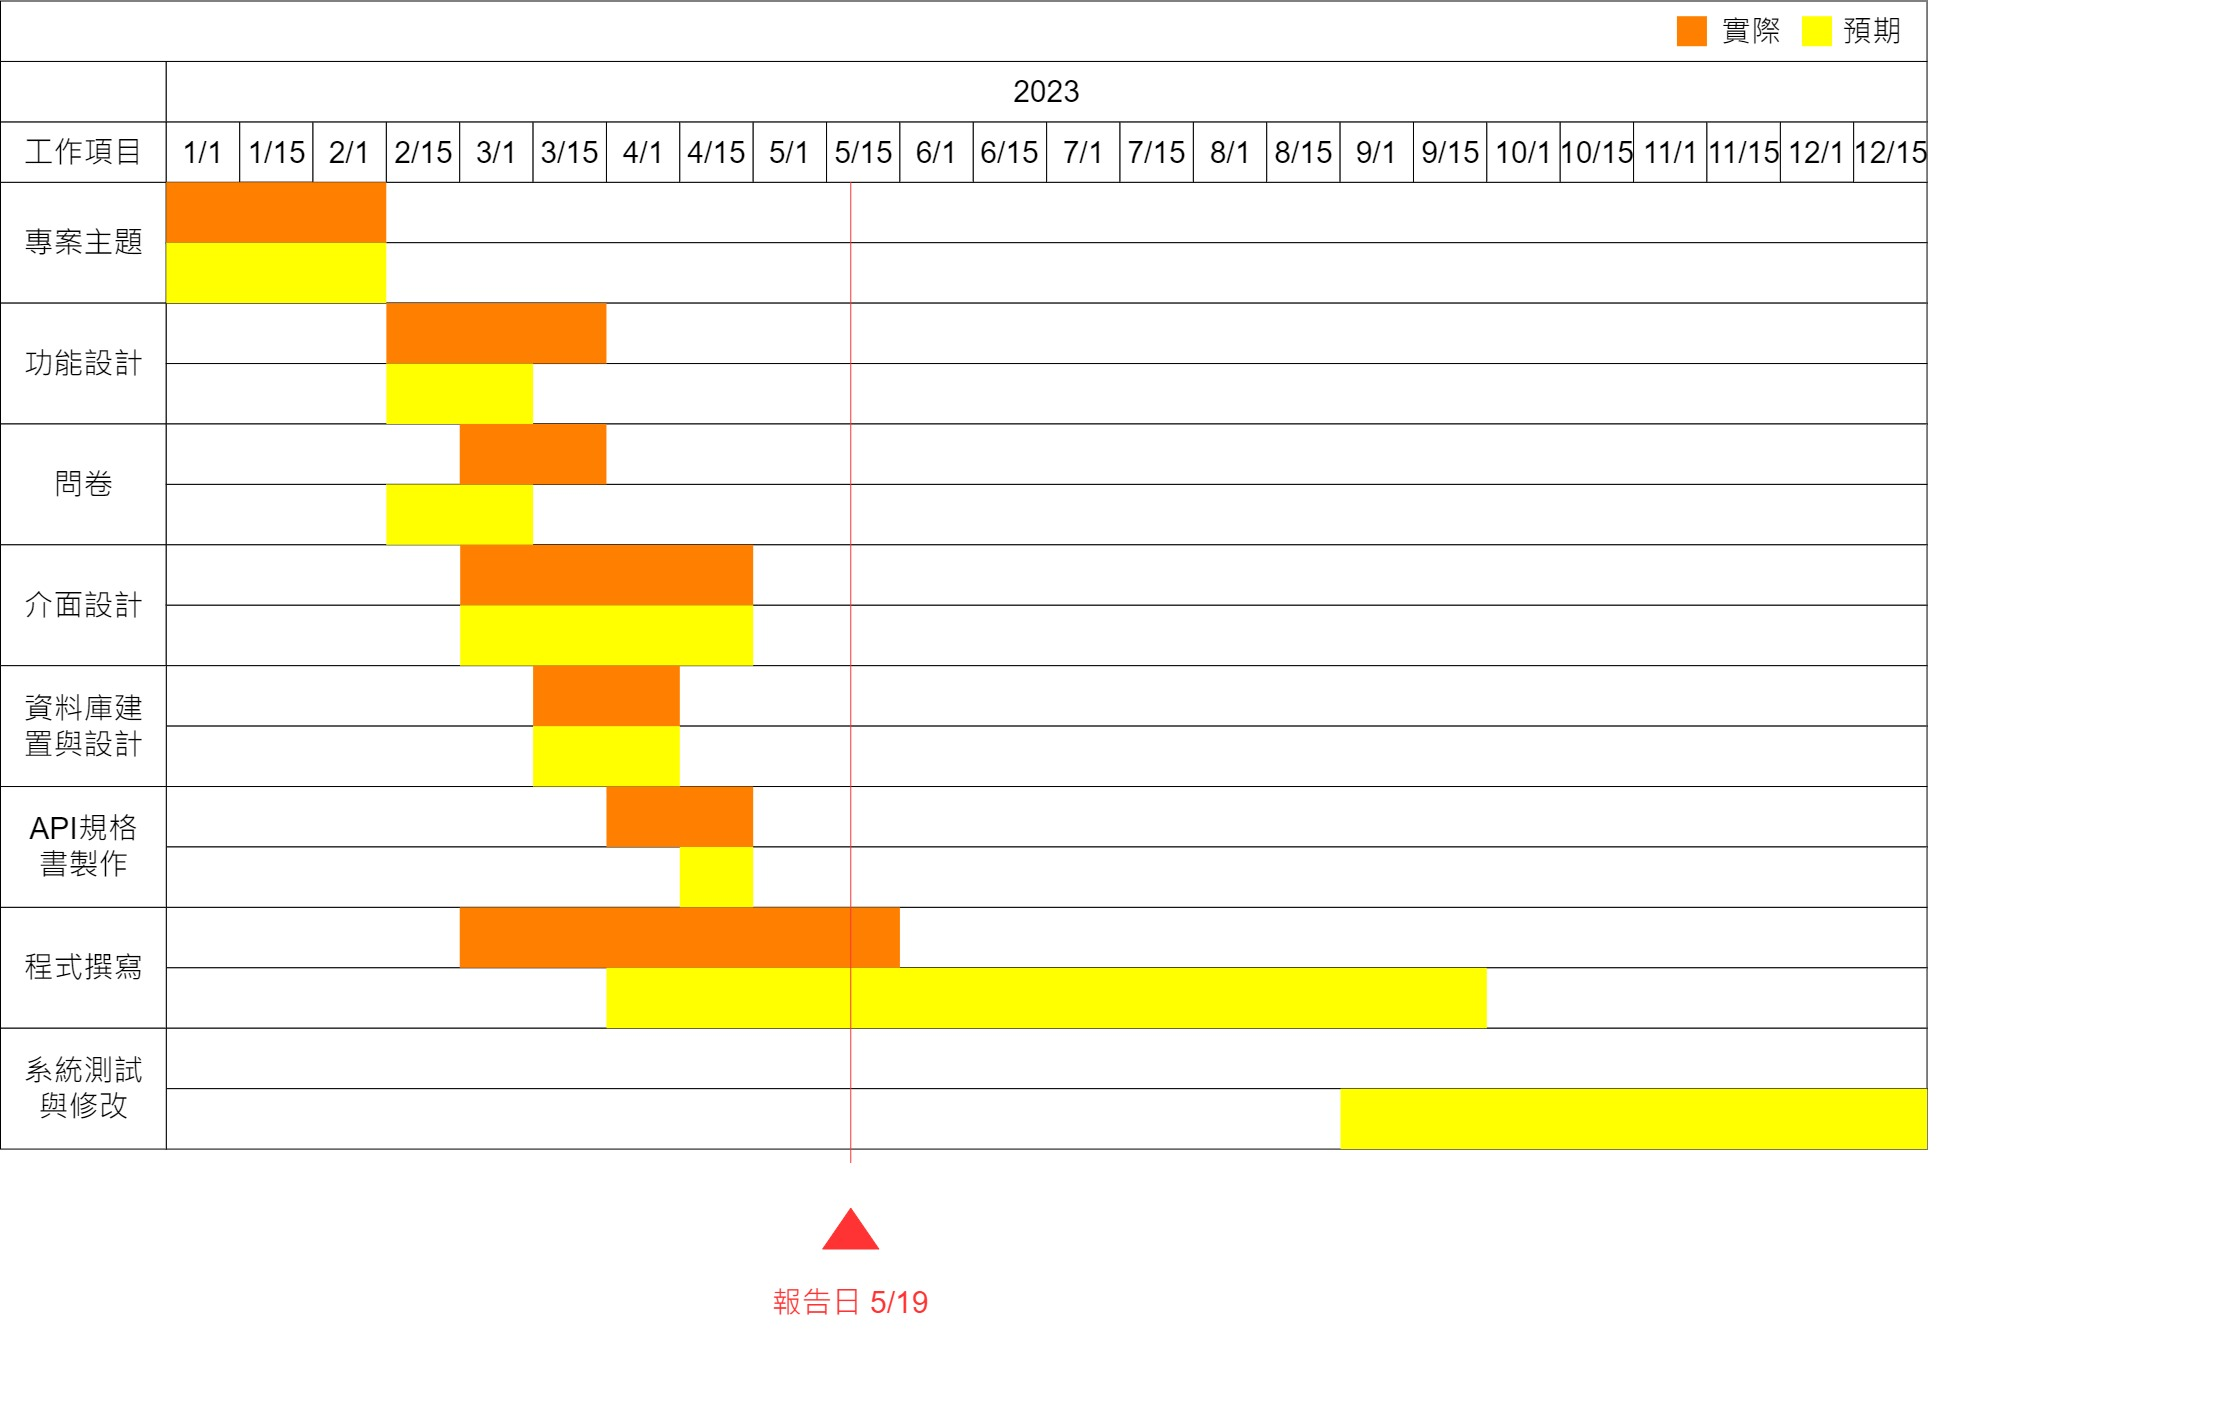 實際 預期
2023
工作項目 1/1 1/15 2/1 2/15 3/1 3/15 4/1 4/15 5/1 5/15 6/1 6/15 7/1 7/15 8/1 8/15 9/1 9/15 10/1 10/15 11/1 11/15 12/1 12/15
專案主題
功能設計
問卷
介面設計
資料庫建
置與設計
API規格
書製作
程式撰寫
系統測試
與修改
報告日 5/19